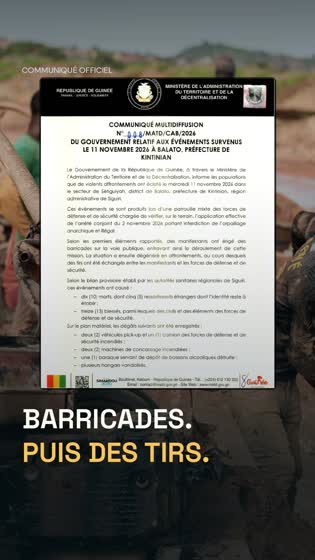 COMMUNIQUÉ OFFICIEL
RÉPUBLIQUE DE GUINÉE
TRAVAIL - JUSTICE - SOLIDARITÉ
MINISTÈRE DE L'ADMINISTRATION
DU TERRITOIRE ET DE LA
DÉCENTRALISATION
COMMUNIQUÉ MULTIDIFFUSION
/MATD/CAB/2026
DU GOUVERNEMENT RELATIF AUX ÉVÉNEMENTS SURVENUS
LE 11 NOVEMBRE 2026 À BALATO, PRÉFECTURE DE
KINTINIAN
Le Gouvernement de la République de Guinée, à travers le Ministère de
l'Administration du Territoire et de la Décentralisation, informe les populations
que de violents affrontements ont éclaté le mercredi 11 novembre 2026 dans
le secteur de Sétiguiyah, district de Balato, préfecture de Kintinian, région
administrative de Siguiri.
Ces événements se sont produits lors d'une patrouille mixte des forces de
défense et de sécurité chargée de vérifier, sur le terrain, l'application effective
de l'arrêté conjoint du 2 novembre 2026 portant interdiction de l'orpaillage
anarchique et illégal.
Selon les premiers éléments rapportés, des manifestants ont érigé des
barricades sur la voie publique, entravant ainsi le déroulement de cette
mission. La situation a ensuite dégénéré en affrontements, au cours desquels
des tirs ont été échangés entre les manifestants et les forces de défense et de
sécurité.
Selon le bilan provisoire établi par les autorités sanitaires régionales de Siguiri,
ces événements ont causé :
- dix (10) morts, dont cinq (5) ressortissants étrangers dont l'identité reste à
établir ;
- treize (13) blessés, parmi lesquels des civils et des éléments des forces de
défense et de sécurité.
Sur le plan matériel, les dégâts suivants ont été enregistrés :
- deux (2) véhicules pick-up et un (1) camion des forces de défense et de
sécurité incendiés ;
- deux (2) machines de concassage incendiées ;
- une (1) baraque servant de dépôt de boissons alcooliques détruite ;
- plusieurs hangars vandalisés.
SIMANDOU
BARRICADES.
PUIS DES TIRS.